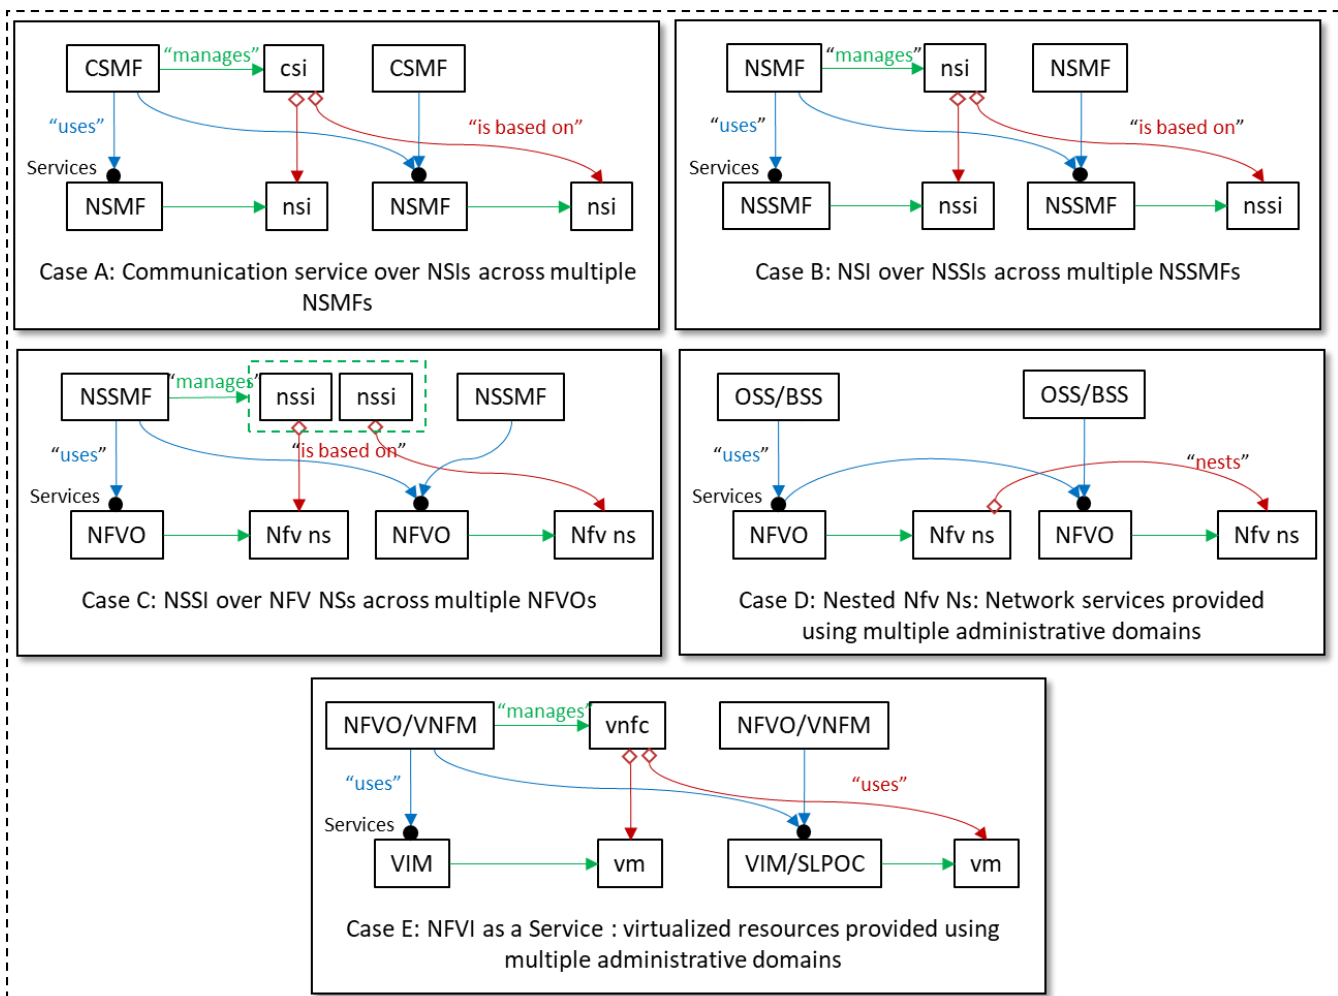 CSMF
“manages”
csi
CSMF
“uses”
“is based on”
Services
NSMF
nsi
NSMF
nsi
Case A: Communication service over NSIs across multiple
NSMFs
NSMF
“manages”
nsi
NSMF
“uses”
“is based on”
Services
NSSMF
nssi
NSSMF
nssi
Case B: NSI over NSSIs across multiple NSSMFs
NSSMF
“manages”
nssi
nssi
NSSMF
“uses”
“is based on”
Services
NFVO
Nfv ns
NFVO
Nfv ns
Case C: NSSI over NFV NSs across multiple NFVOs
OSS/BSS
OSS/BSS
“uses”
“nests”
Services
NFVO
Nfv ns
NFVO
Nfv ns
Case D: Nested Nfv Ns: Network services provided
using multiple administrative domains
NFVO/VNFM
“manages”
vnfc
NFVO/VNFM
“uses”
“uses”
Services
VIM
vm
VIM/SLPOC
vm
Case E: NFVI as a Service : virtualized resources provided using
multiple administrative domains